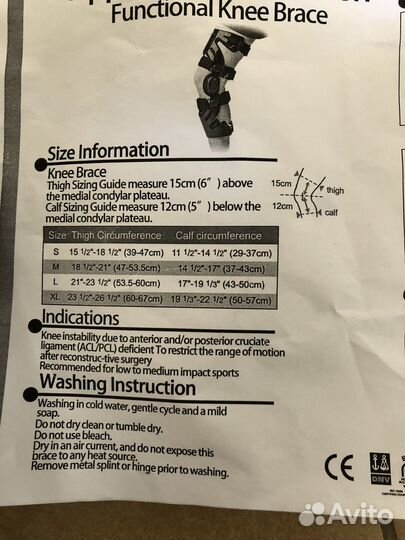 Functional Knee Brace
Size Information
Knee Brace
Thigh Sizing Guide measure 15cm (6") above
the medial condylar plateau.
Calf Sizing Guide measure 12cm (5") below the
medial condylar plateau.
15cm
thigh
12cm
calf
Size Thigh Circumference Calf circumference
S 15 1/2"-18 1/2" (39-47cm) 11 1/2"-14 1/2" (29-37cm)
M 18 1/2"-21" (47-53.5cm) 14 1/2"-17" (37-43cm)
L 21"-23 1/2" (53.5-60cm) 17"-19 1/3" (43-50cm)
XL 23 1/2"-26 1/2" (60-67cm) 19 1/3"-22 1/2" (50-57cm)
Indications
Knee instability due to anterior and/or posterior cruciate
ligament (ACL/PCL) deficient To restrict the range of motion
after reconstruc-tive surgery
Recommended for low to medium impact sports
Washing Instruction
Washing in cold water, gentle cycle and a mild
soap.
Do not dry clean or tumble dry.
Do not use bleach.
Dry in an air current, and do not expose this
brace to any heat source.
Remove metal splint or hinge prior to washing.
CE
DNV
Avito